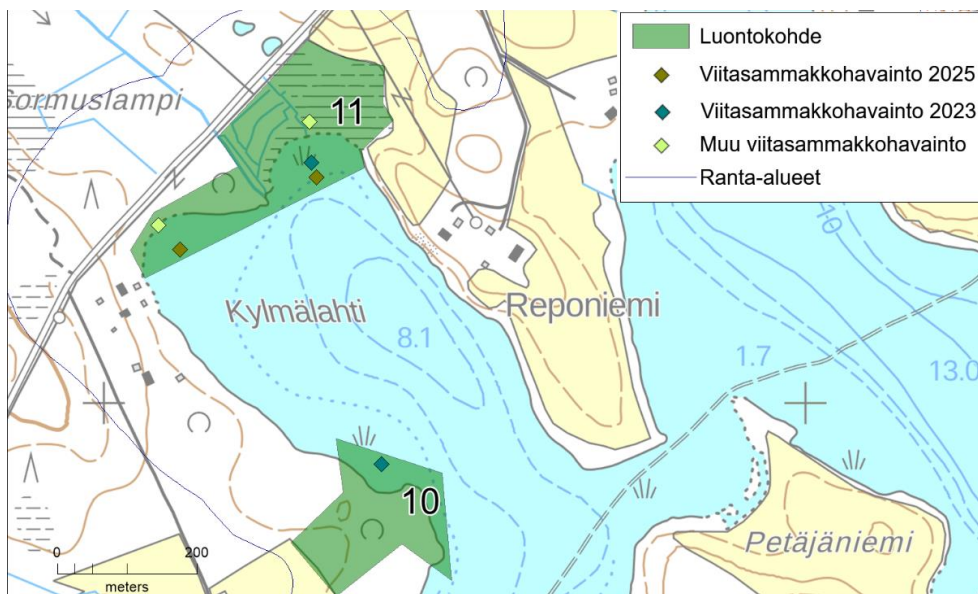 Luontokohde
Viitasammakkohavainto 2025
Viitasammakkohavainto 2023
Muu viitasammakkohavainto
Ranta-alueet
11
Kylmälahti
8.1
Reponiemi
10
1.7
13.0
10
Petäjäniemi
0 200
meters